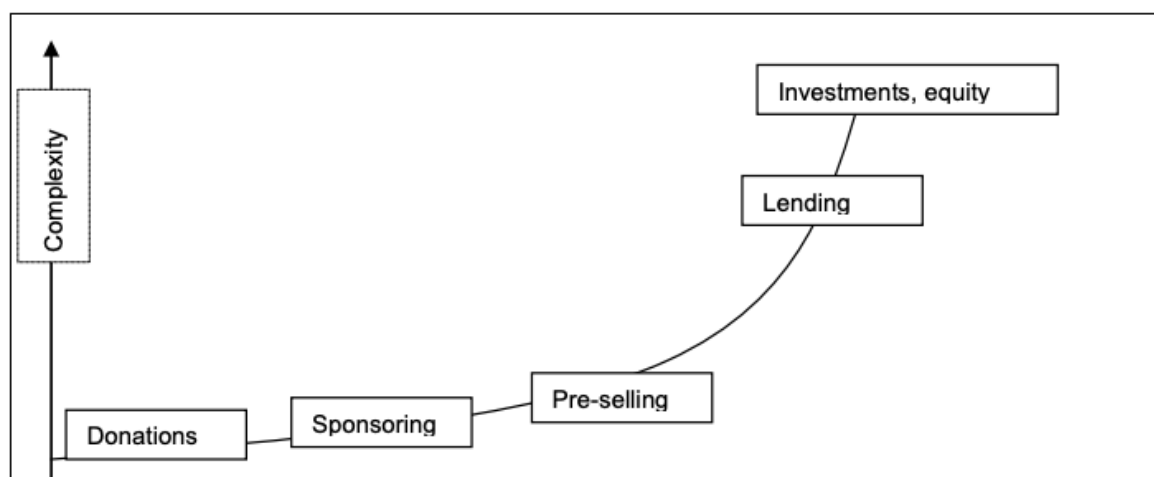 Investments, equity
Complexity
Lending
Pre-selling
Sponsoring
Donations